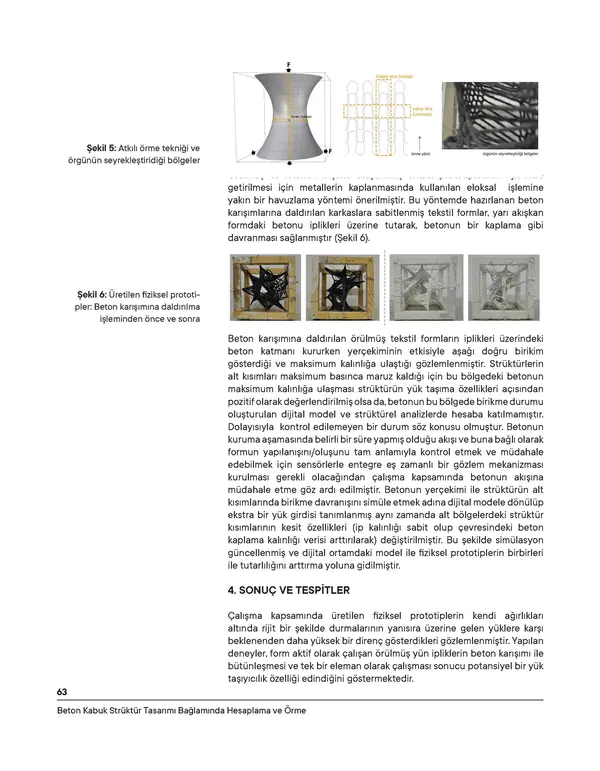 F
F
örme yönü
örgünün seyrekleştiği bölgeler
Şekil 5: Atkılı örme tekniği ve
örgünün seyrekleştirdiği bölgeler
getirilmesi için metallerin kaplanmasında kullanılan eloksal işlemine
yakın bir havuzlama yöntemi önerilmiştir. Bu yöntemde hazırlanan beton
karışımlarına daldırılan karkaslara sabitlenmiş tekstil formlar, yarı akışkan
formdaki betonu iplikleri üzerine tutarak, betonun bir kaplama gibi
davranması sağlanmıştır (Şekil 6).
Şekil 6: Üretilen fiziksel prototi-
pler: Beton karışımına daldırılma
işleminden önce ve sonra
Beton karışımına daldırılan örülmüş tekstil formların iplikleri üzerindeki
beton katmanı kururken yerçekiminin etkisiyle aşağı doğru birikim
gösterdiği ve maksimum kalınlığa ulaştığı gözlemlenmiştir. Strüktürlerin
alt kısımları maksimum basınca maruz kaldığı için bu bölgedeki betonun
maksimum kalınlığa ulaşması strüktürün yük taşıma özellikleri açısından
pozitif olarak değerlendirilmiş olsa da, betonun bu bölgede birikme durumu
oluşturulan dijital model ve strüktürel analizlerde hesaba katılmamıştır.
Dolayısıyla kontrol edilemeyen bir durum söz konusu olmuştur. Betonun
kuruma aşamasında belirli bir süre yapmış olduğu akışı ve buna bağlı olarak
formun yapılanışını/oluşunu tam anlamıyla kontrol etmek ve müdahale
edebilmek için sensörlerle entegre eş zamanlı bir gözlem mekanizması
kurulması gerekli olacağından çalışma kapsamında betonun akışına
müdahale etme göz ardı edilmiştir. Betonun yerçekimi ile strüktürün alt
kısımlarında birikme davranışını simüle etmek adına dijital modele dönülüp
ekstra bir yük girdisi tanımlanmış aynı zamanda alt bölgelerdeki strüktür
kısımlarının kesit özellikleri (ip kalınlığı sabit olup çevresindeki beton
kaplama kalınlığı verisi arttırılarak) değiştirilmiştir. Bu şekilde simülasyon
güncellenmiş ve dijital ortamdaki model ile fiziksel prototiplerin birbirleri
ile tutarlılığını arttırma yoluna gidilmiştir.
4. SONUÇ VE TESPİTLER
Çalışma kapsamında üretilen fiziksel prototiplerin kendi ağırlıkları
altında rijit bir şekilde durmalarının yanısıra üzerine gelen yüklere karşı
beklenenden daha yüksek bir direnç gösterdikleri gözlemlenmiştir. Yapılan
deneyler, form aktif olarak çalışan örülmüş yün ipliklerin beton karışımı ile
bütünleşmesi ve tek bir eleman olarak çalışması sonucu potansiyel bir yük
taşıyıcılık özelliği edindiğini göstermektedir.
63
Beton Kabuk Strüktür Tasarımı Bağlamında Hesaplama ve Örme